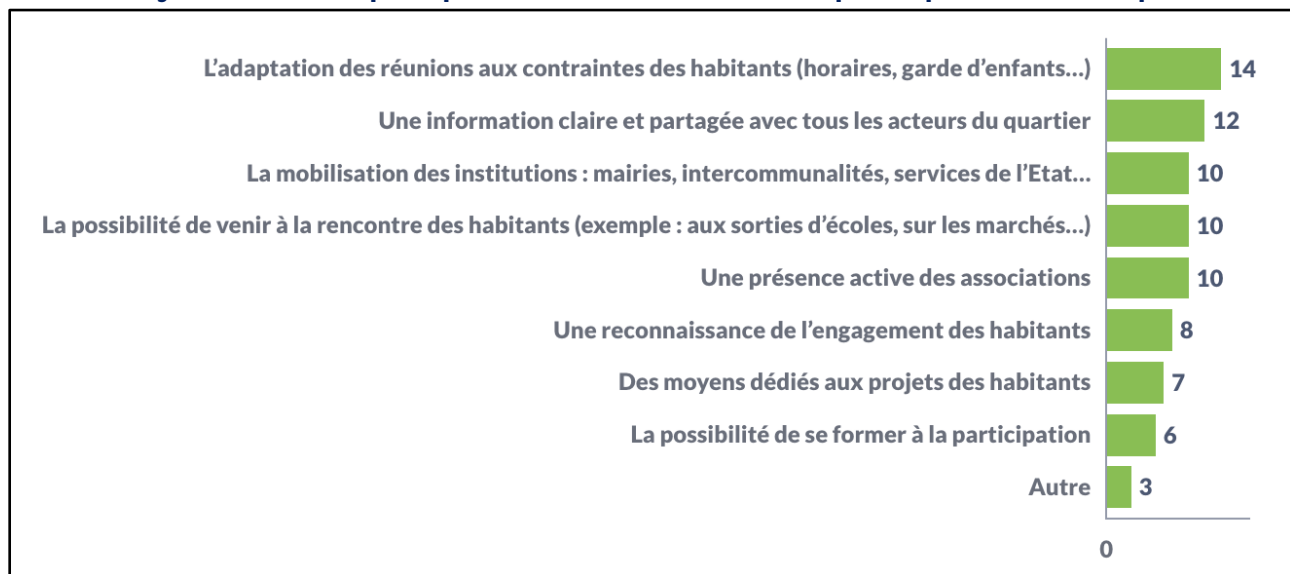 L'adaptation des réunions aux contraintes des habitants (horaires, garde d'enfants...) 14
Une information claire et partagée avec tous les acteurs du quartier 12
La mobilisation des institutions : mairies, intercommunalités, services de l'Etat... 10
La possibilité de venir à la rencontre des habitants (exemple : aux sorties d'écoles, sur les marchés...) 10
Une présence active des associations 10
Une reconnaissance de l'engagement des habitants 8
Des moyens dédiés aux projets des habitants 7
La possibilité de se former à la participation 6
Autre 3
0